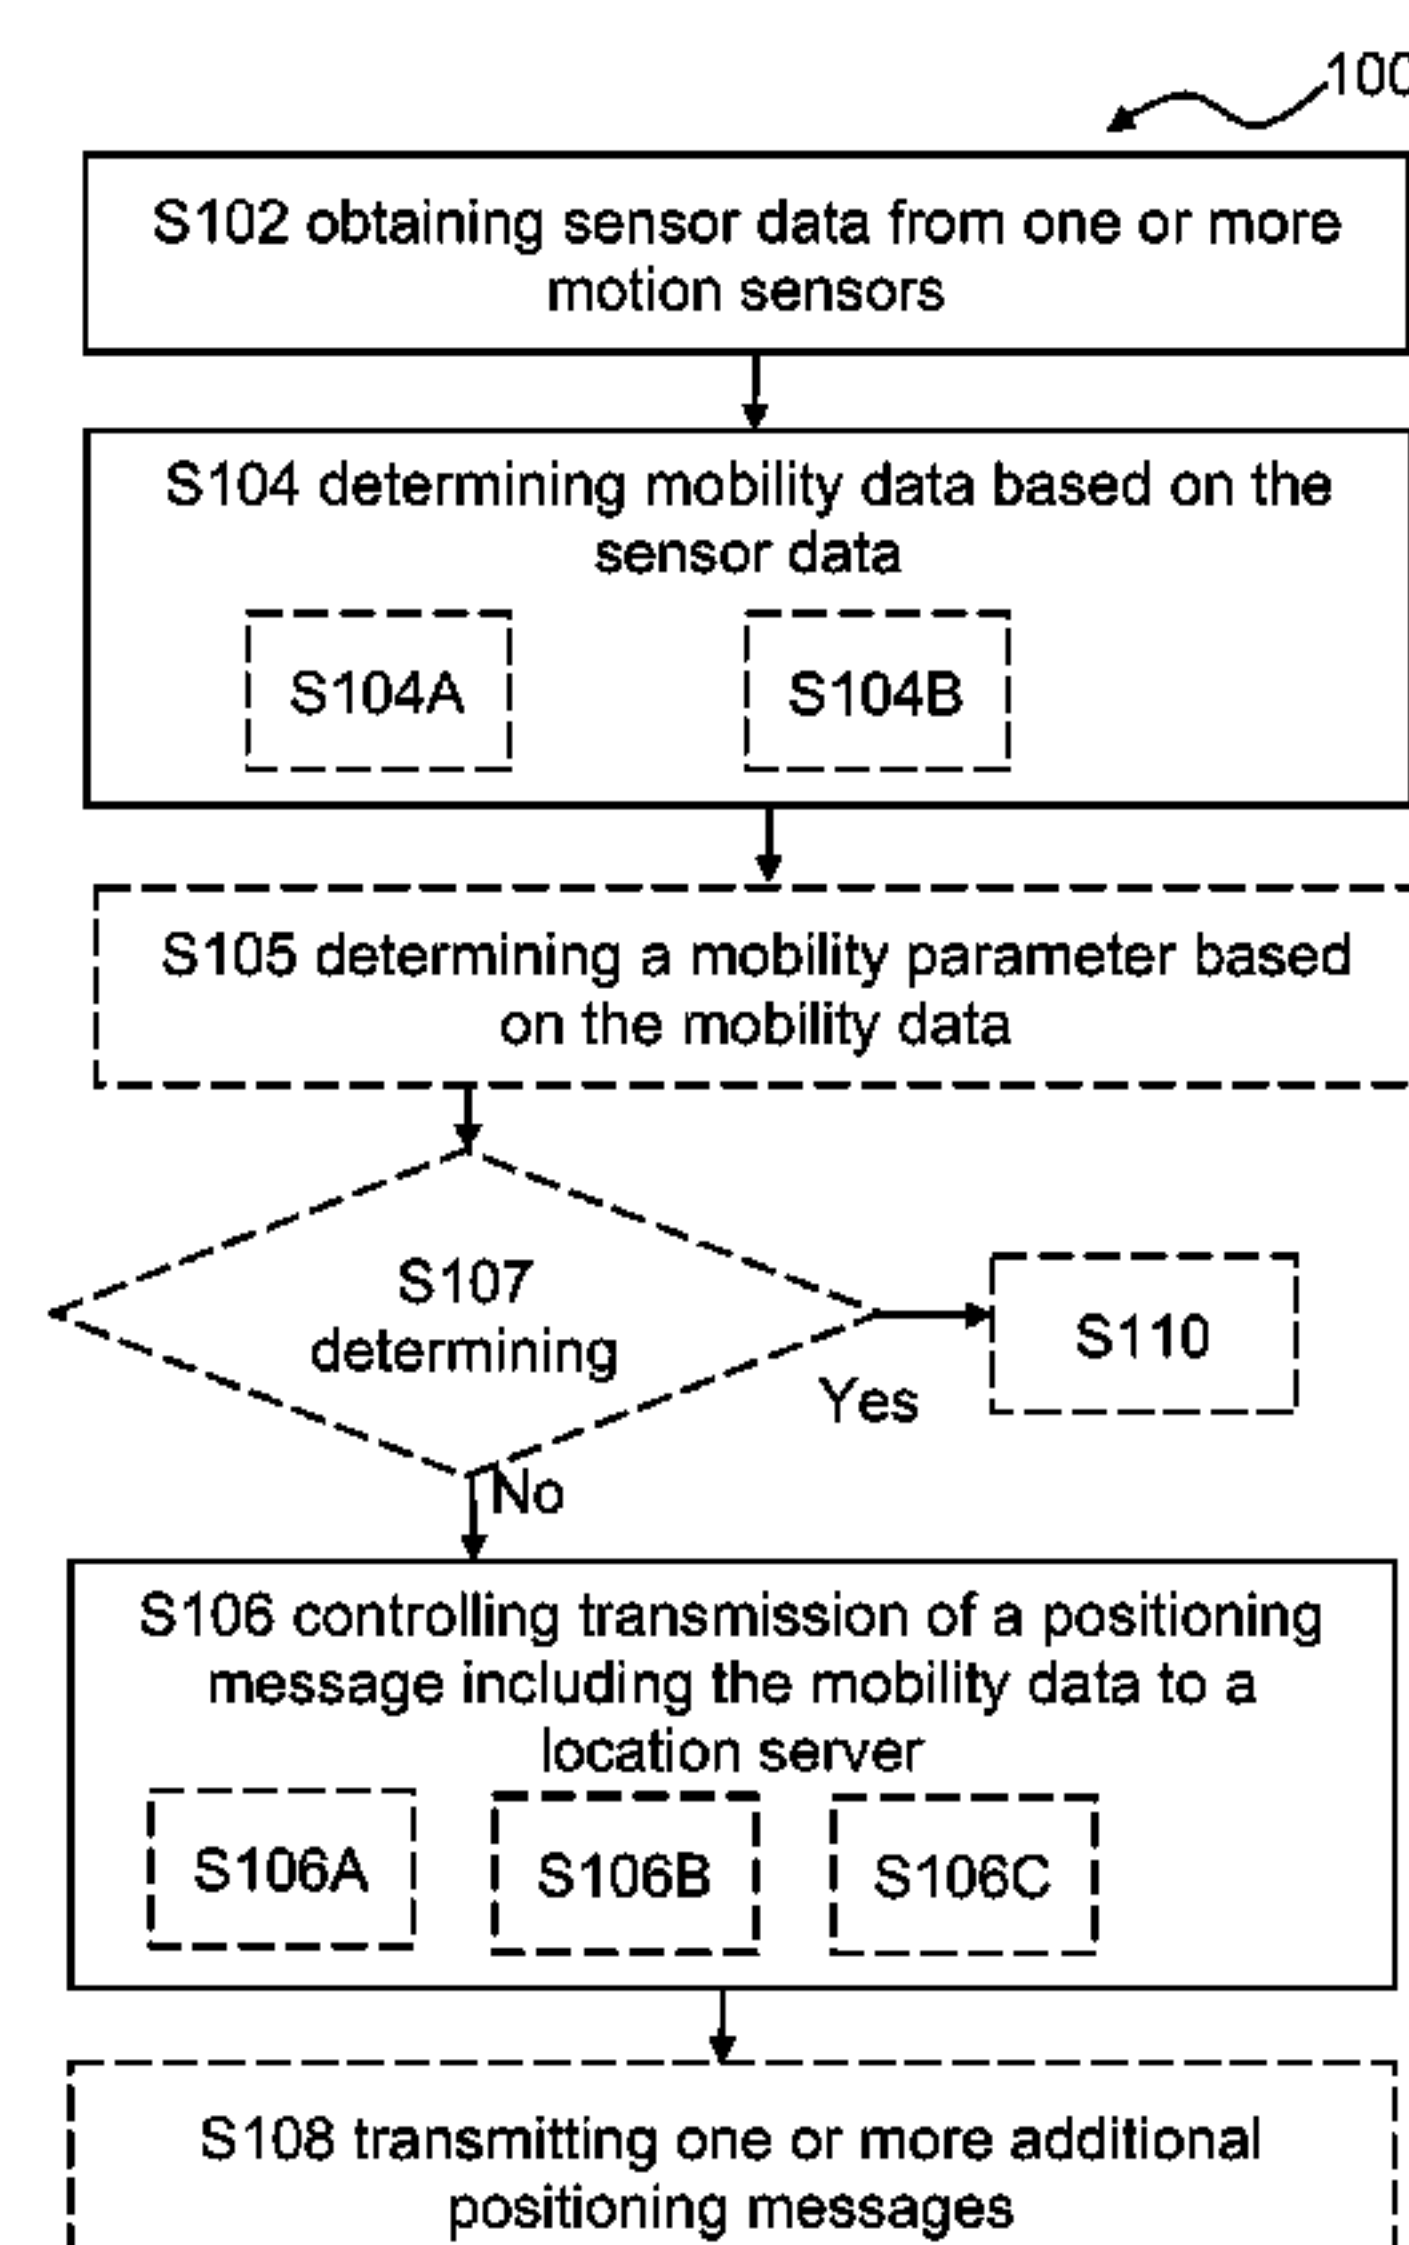 100
S102 obtaining sensor data from one or more
motion sensors
S104 determining mobility data based on the
sensor data
S104A
S104B
S105 determining a mobility parameter based
on the mobility data
S107
determining
S110
Yes
No
S106 controlling transmission of a positioning
message including the mobility data to a
location server
S106A
S106B
S106C
S108 transmitting one or more additional
positioning messages